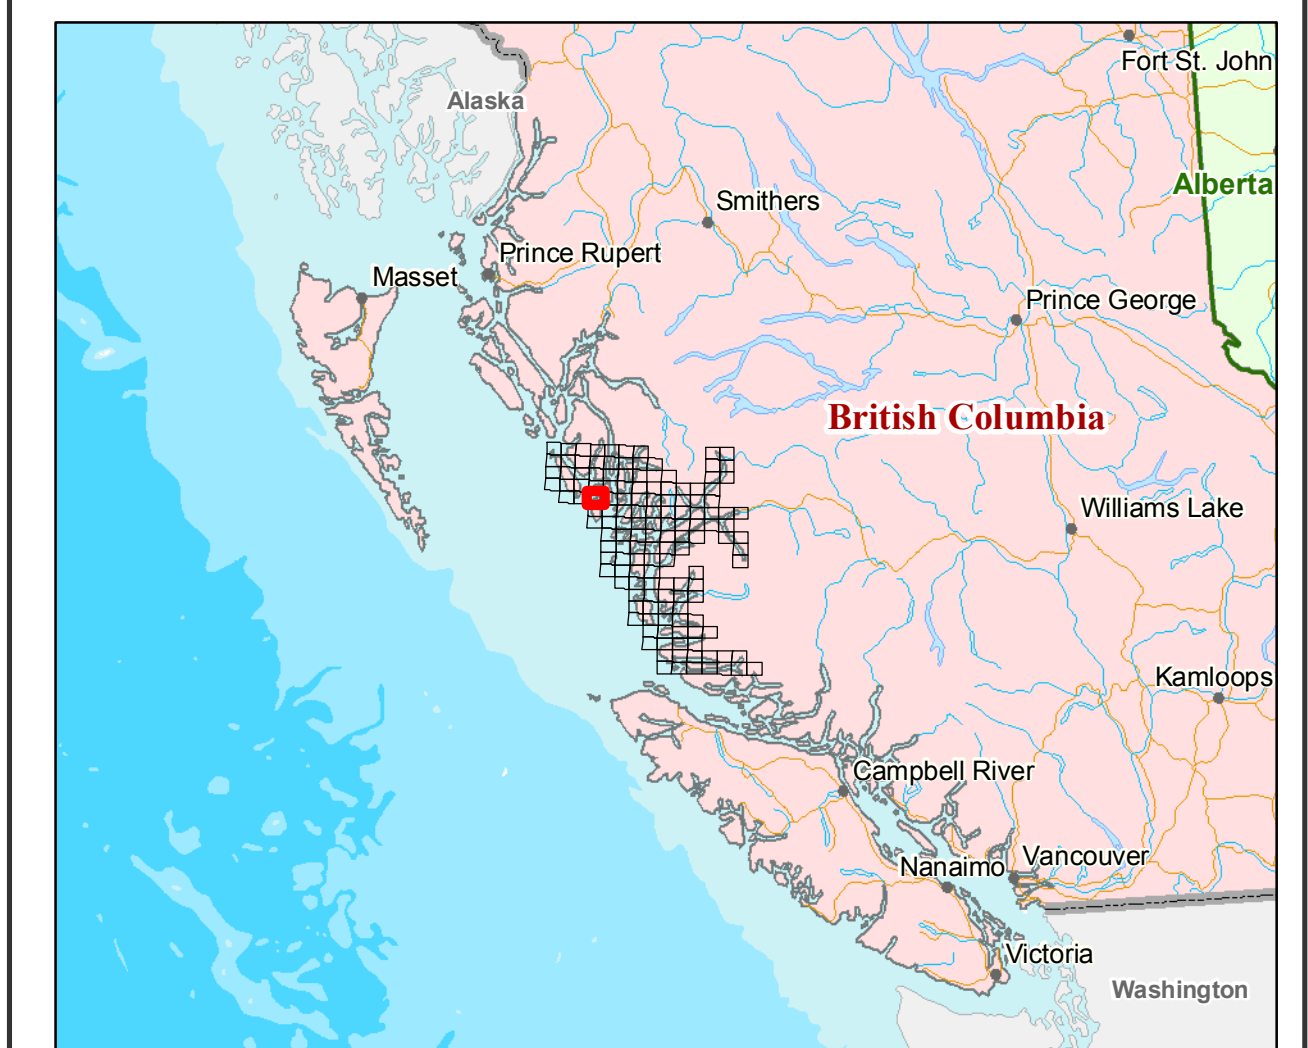 Fort St. John
Alaska
Alberta
Smithers
Prince Rupert
Masset
Prince George
British Columbia
Williams Lake
Kamloops
Campbell River
Vancouver
Nanaimo
Victoria
Washington